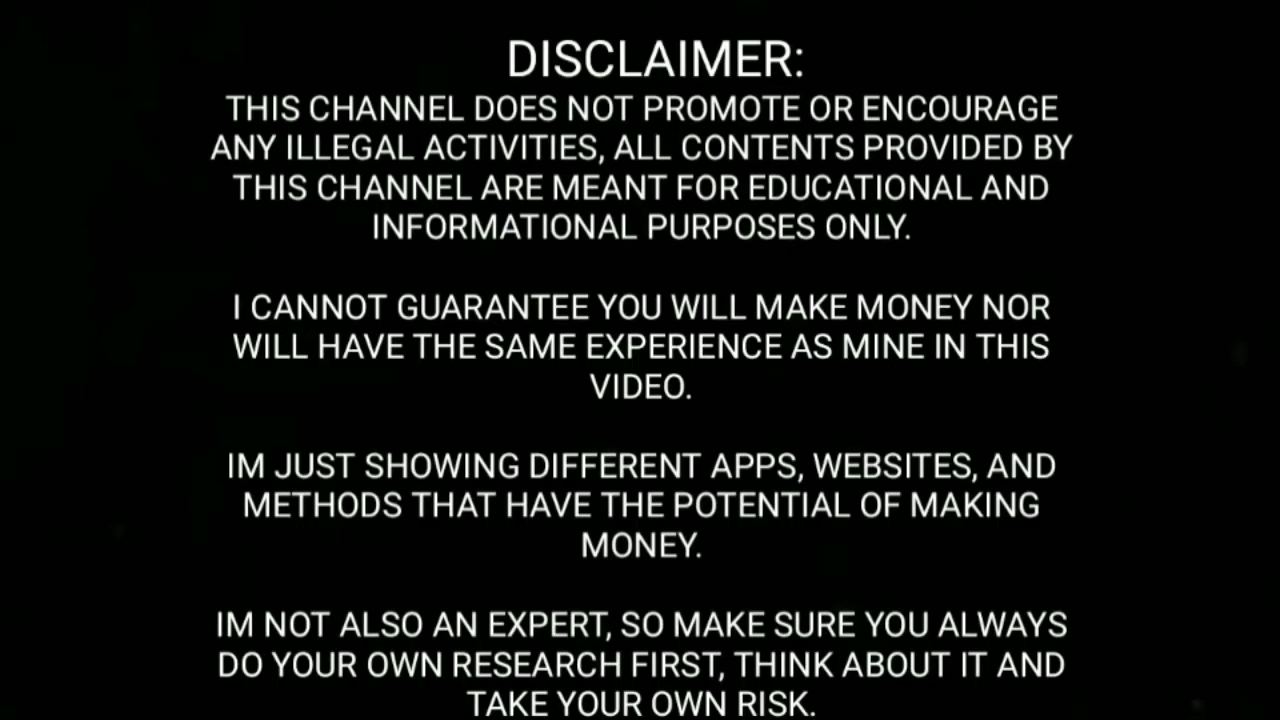 DISCLAIMER:
THIS CHANNEL DOES NOT PROMOTE OR ENCOURAGE
ANY ILLEGAL ACTIVITIES, ALL CONTENTS PROVIDED BY
THIS CHANNEL ARE MEANT FOR EDUCATIONAL AND
INFORMATIONAL PURPOSES ONLY.
I CANNOT GUARANTEE YOU WILL MAKE MONEY NOR
WILL HAVE THE SAME EXPERIENCE AS MINE IN THIS
VIDEO.
IM JUST SHOWING DIFFERENT APPS, WEBSITES, AND
METHODS THAT HAVE THE POTENTIAL OF MAKING
MONEY.
IM NOT ALSO AN EXPERT, SO MAKE SURE YOU ALWAYS
DO YOUR OWN RESEARCH FIRST, THINK ABOUT IT AND
TAKE YOUR OWN RISK.